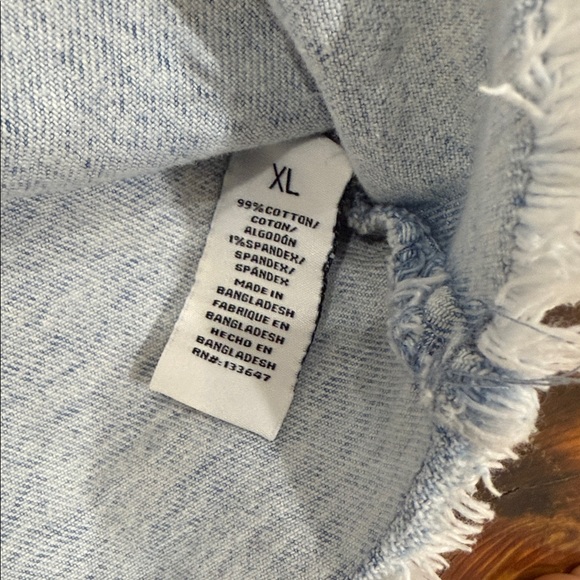 XL
99%COTTON/
COTON/
ALGODÓN
1%SPANDEX/
SPANDEX/
SPÁNDEX
MADE IN
BANGLADESH
FABRIQUE EN
BANGLADESH
HECHO EN
BANGLADESH
RN#:133647